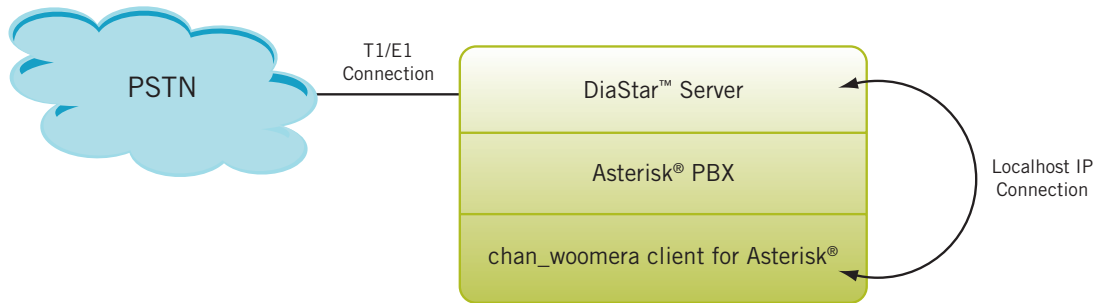 PSTN
T1/E1
Connection
DiaStar™ Server
Asterisk® PBX
chan_woomera client for Asterisk®
Localhost IP
Connection